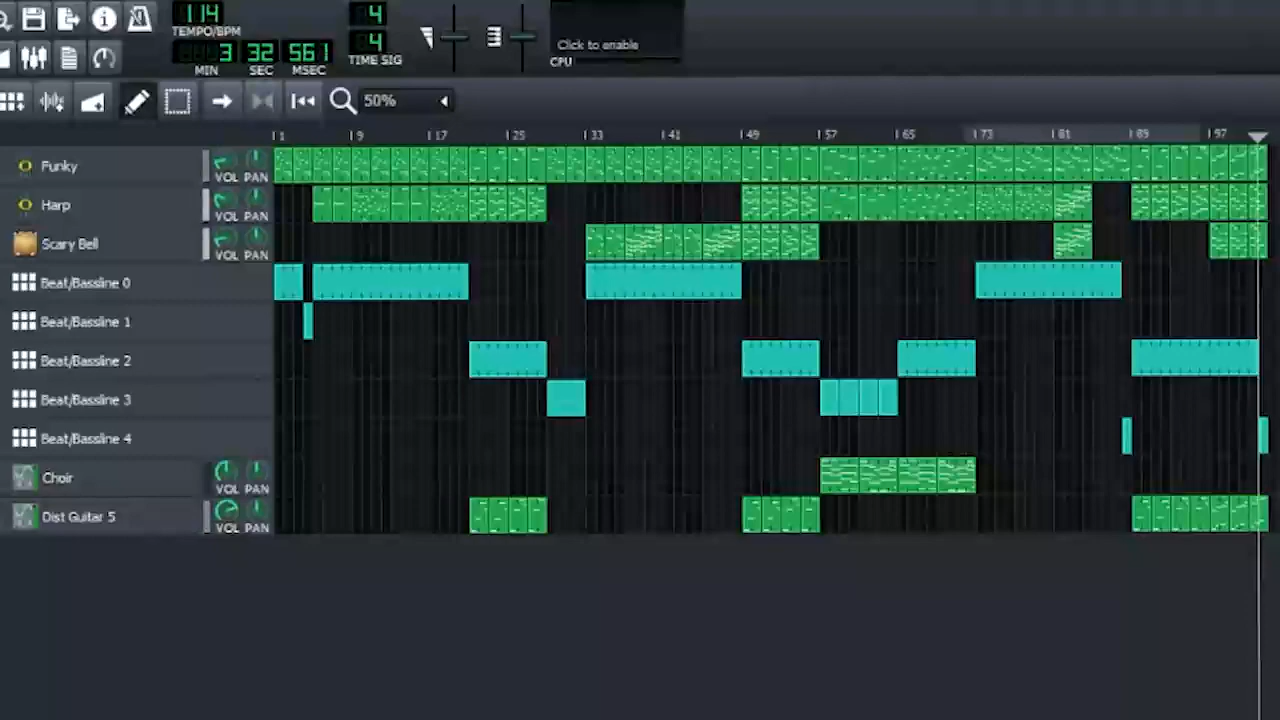 114
TEMPO/BPM
3 32 561
MIN SEC MSEC
4
4
TIME SIG
Click to enable
CPU
50%
1 9 17 25 33 41 49 57 65 73 81 89 97
Funky VOL PAN
Harp VOL PAN
Scary Bell VOL PAN
Beat/Bassline 0
Beat/Bassline 1
Beat/Bassline 2
Beat/Bassline 3
Beat/Bassline 4
Choir VOL PAN
Dist Guitar 5 VOL PAN